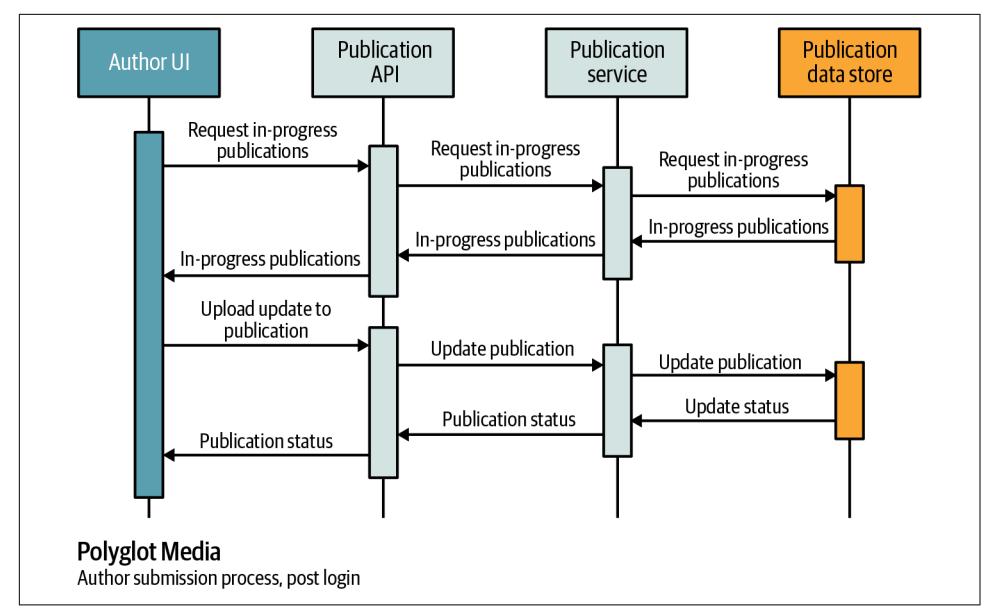 Author UI
Publication
API
Publication
service
Publication
data store
Request in-progress
publications
Request in-progress
publications
Request in-progress
publications
In-progress publications
In-progress publications
In-progress publications
Upload update to
publication
Update publication
Update publication
Update status
Publication status
Publication status
Polyglot Media
Author submission process, post login